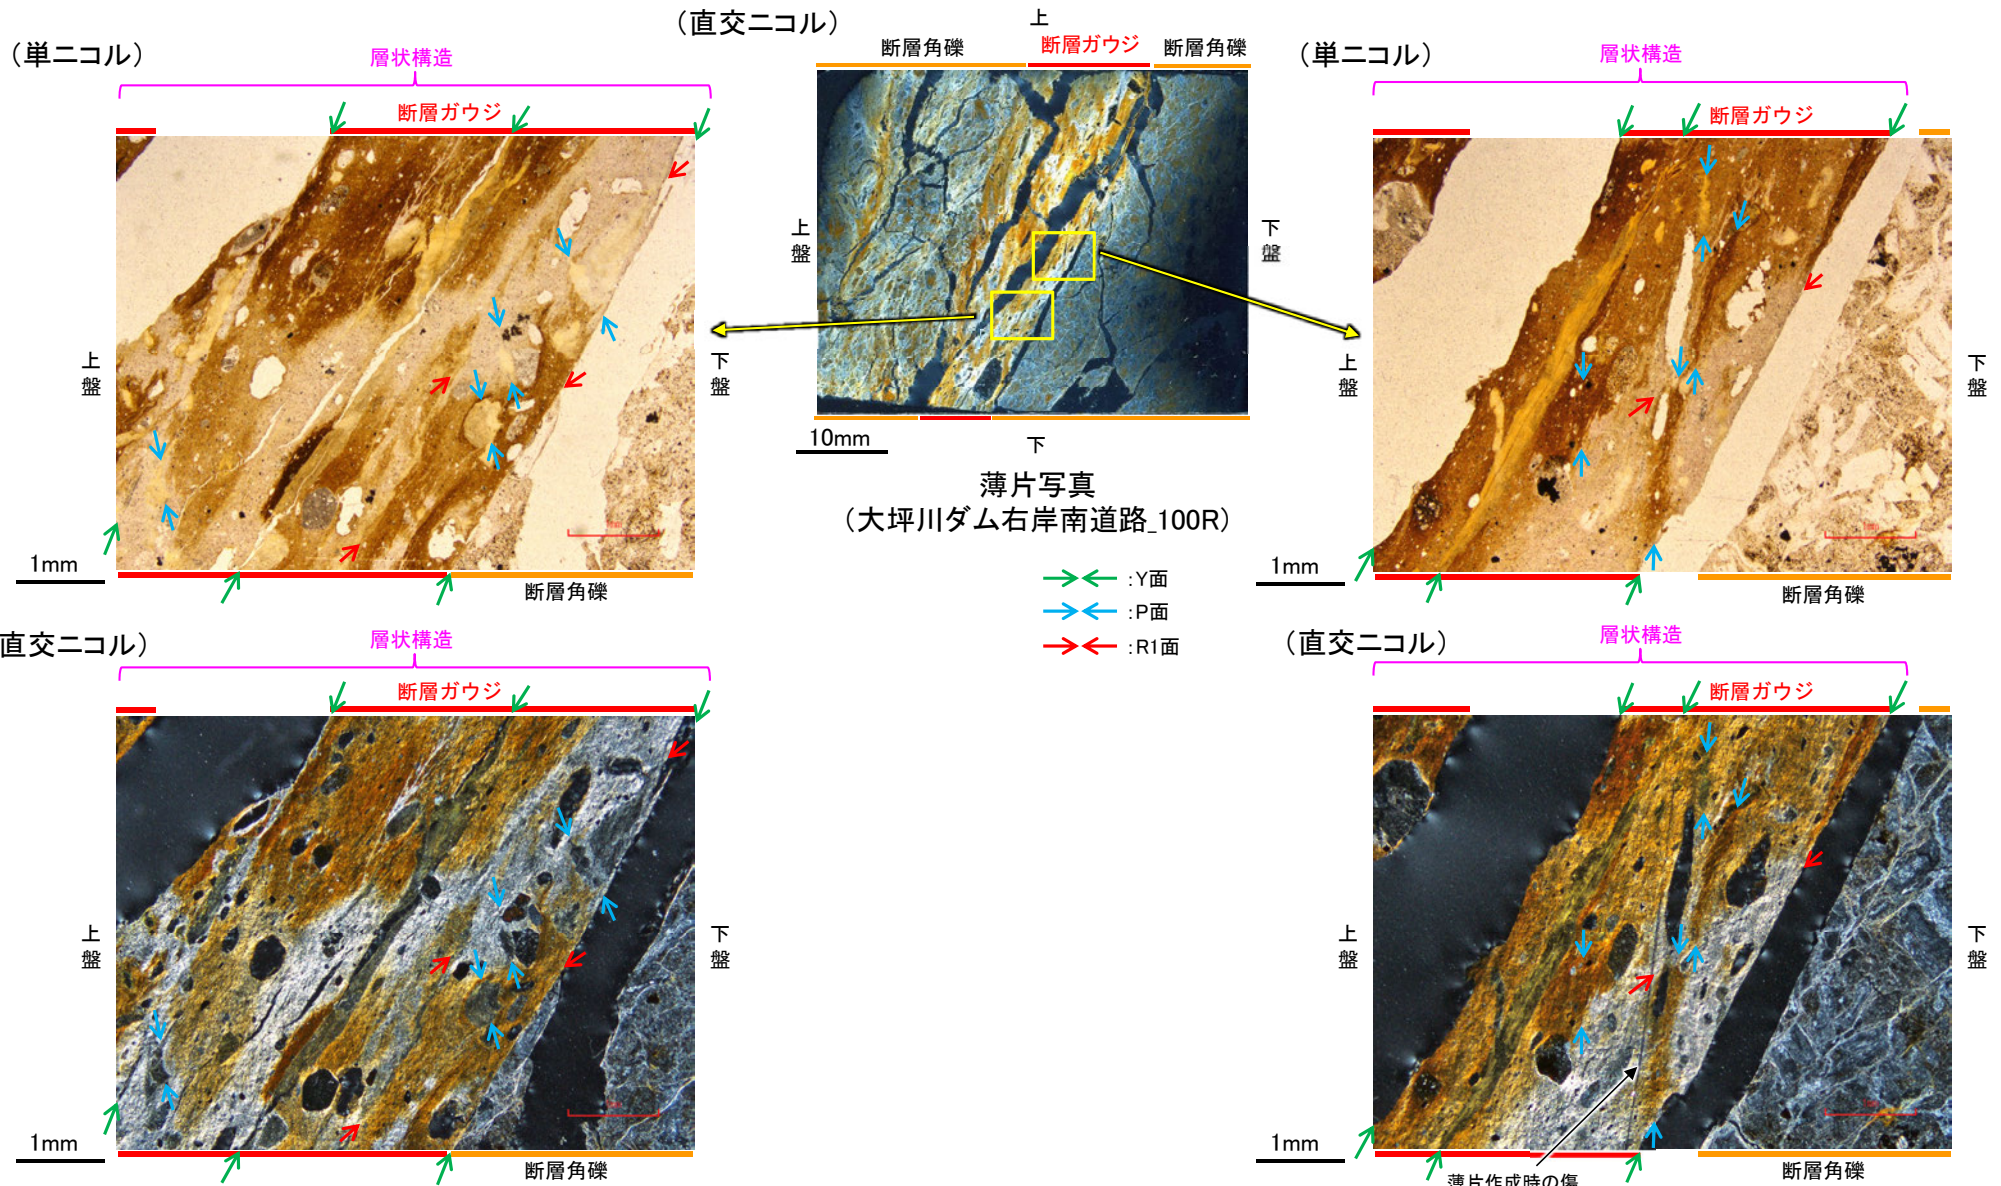 （直交ニコル）
上
断層角礫
断層ガウジ
断層角礫
上盤
下盤
10mm
下
薄片写真
（大坪川ダム右岸南道路_100R）
:Y面
:P面
:R1面
（単ニコル）
層状構造
断層ガウジ
上盤
下盤
1mm
断層角礫
（単ニコル）
層状構造
断層ガウジ
上盤
下盤
1mm
断層角礫
直交ニコル）
層状構造
断層ガウジ
上盤
下盤
1mm
断層角礫
（直交ニコル）
層状構造
断層ガウジ
上盤
下盤
1mm
断層角礫
薄片作成時の傷